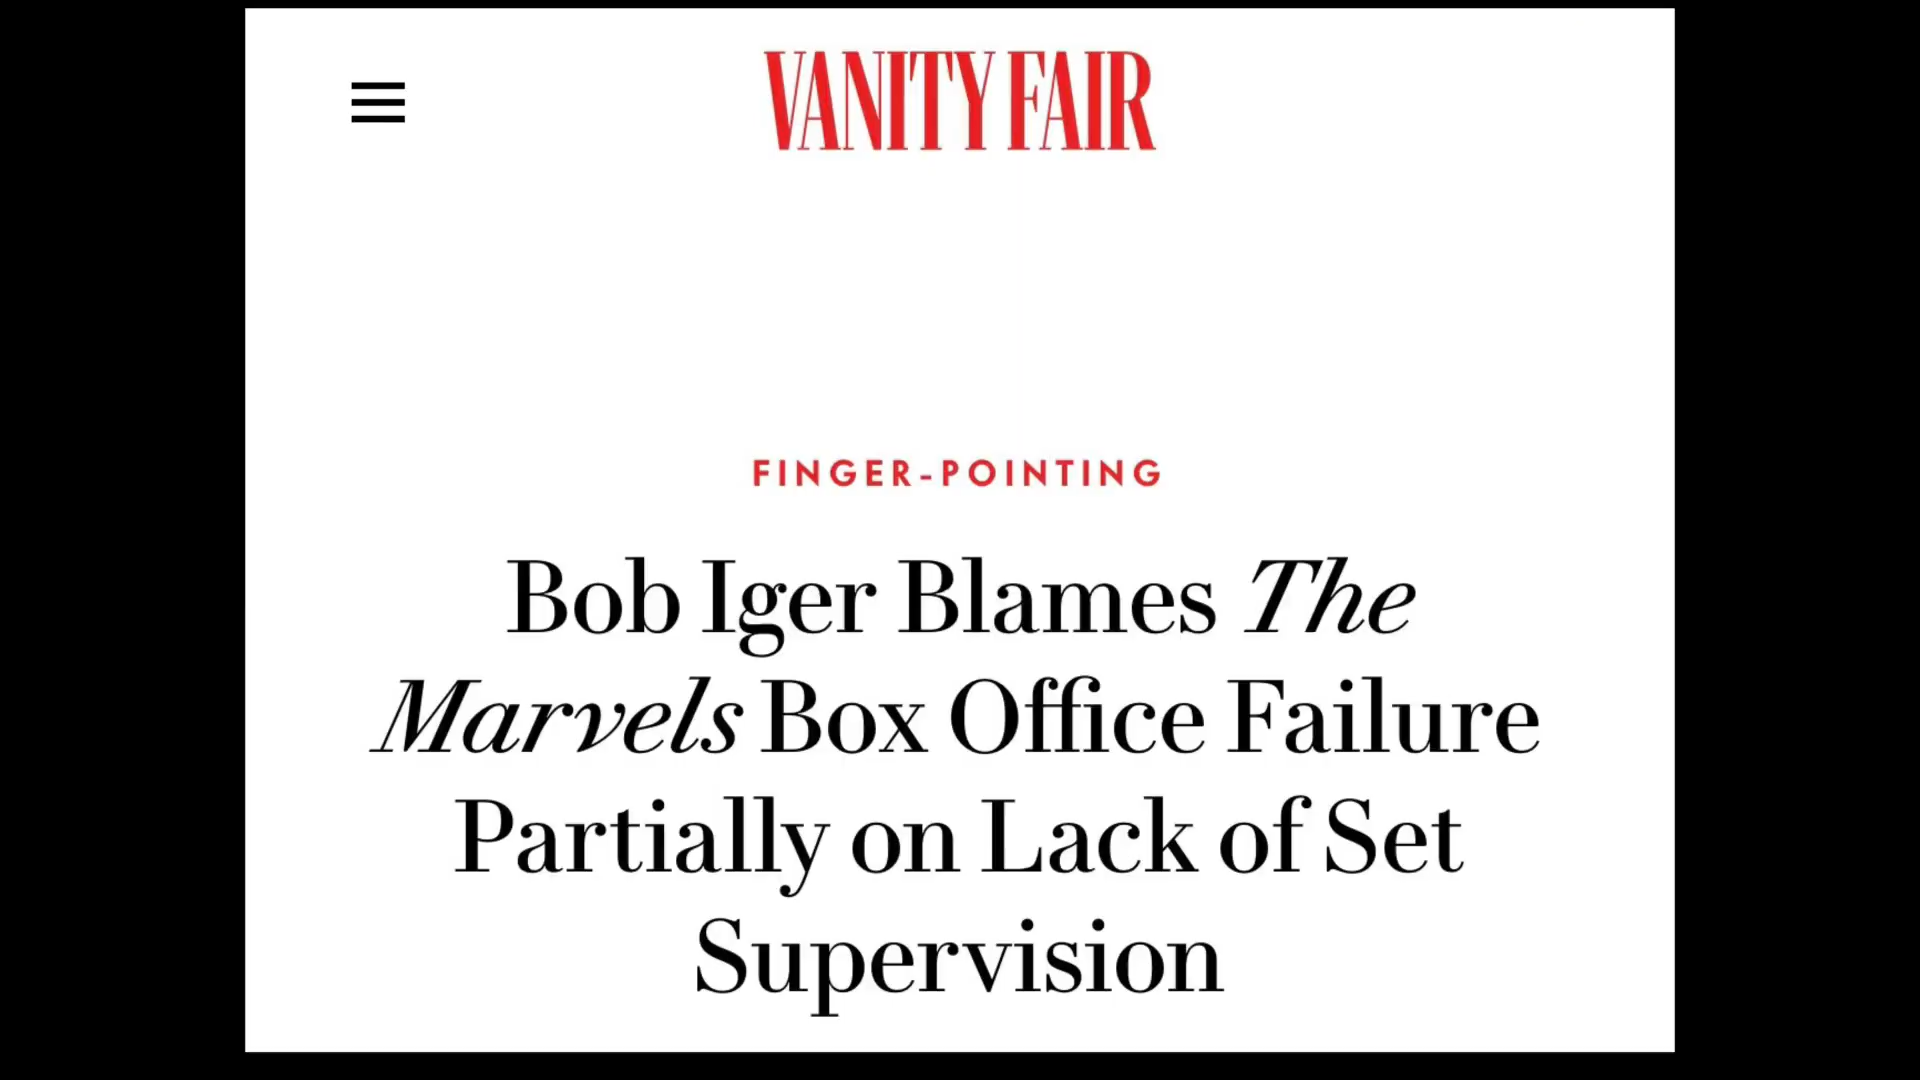 VANITY FAIR
FINGER-POINTING
Bob Iger Blames The
Marvels Box Office Failure
Partially on Lack of Set
Supervision